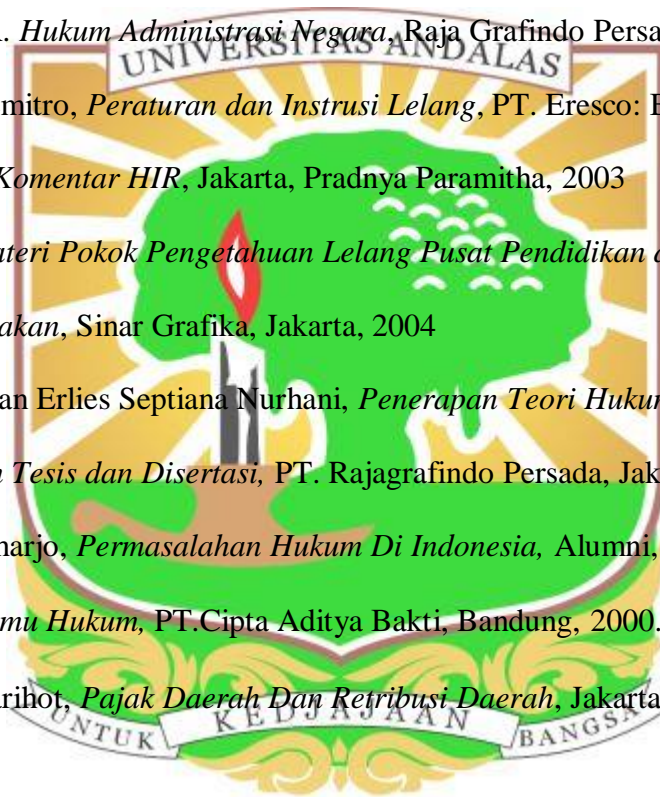 . Hukum Administrasi Negara, Raja Grafindo Persa
UNIVERSITAS ANDALAS
mitro, Peraturan dan Instrusi Lelang, PT. Eresco: B
Komentar HIR, Jakarta, Pradnya Paramitha, 2003
ateri Pokok Pengetahuan Lelang Pusat Pendidikan d
akan, Sinar Grafika, Jakarta, 2004
an Erlies Septiana Nurhani, Penerapan Teori Hukum
Tesis dan Disertasi, PT. Rajagrafindo Persada, Jak
harjo, Permasalahan Hukum Di Indonesia, Alumni,
mu Hukum, PT.Cipta Aditya Bakti, Bandung, 2000.
rihot, Pajak Daerah Dan Retribusi Daerah, Jakarta
UNTUK KEDJAJAAN BANGSA